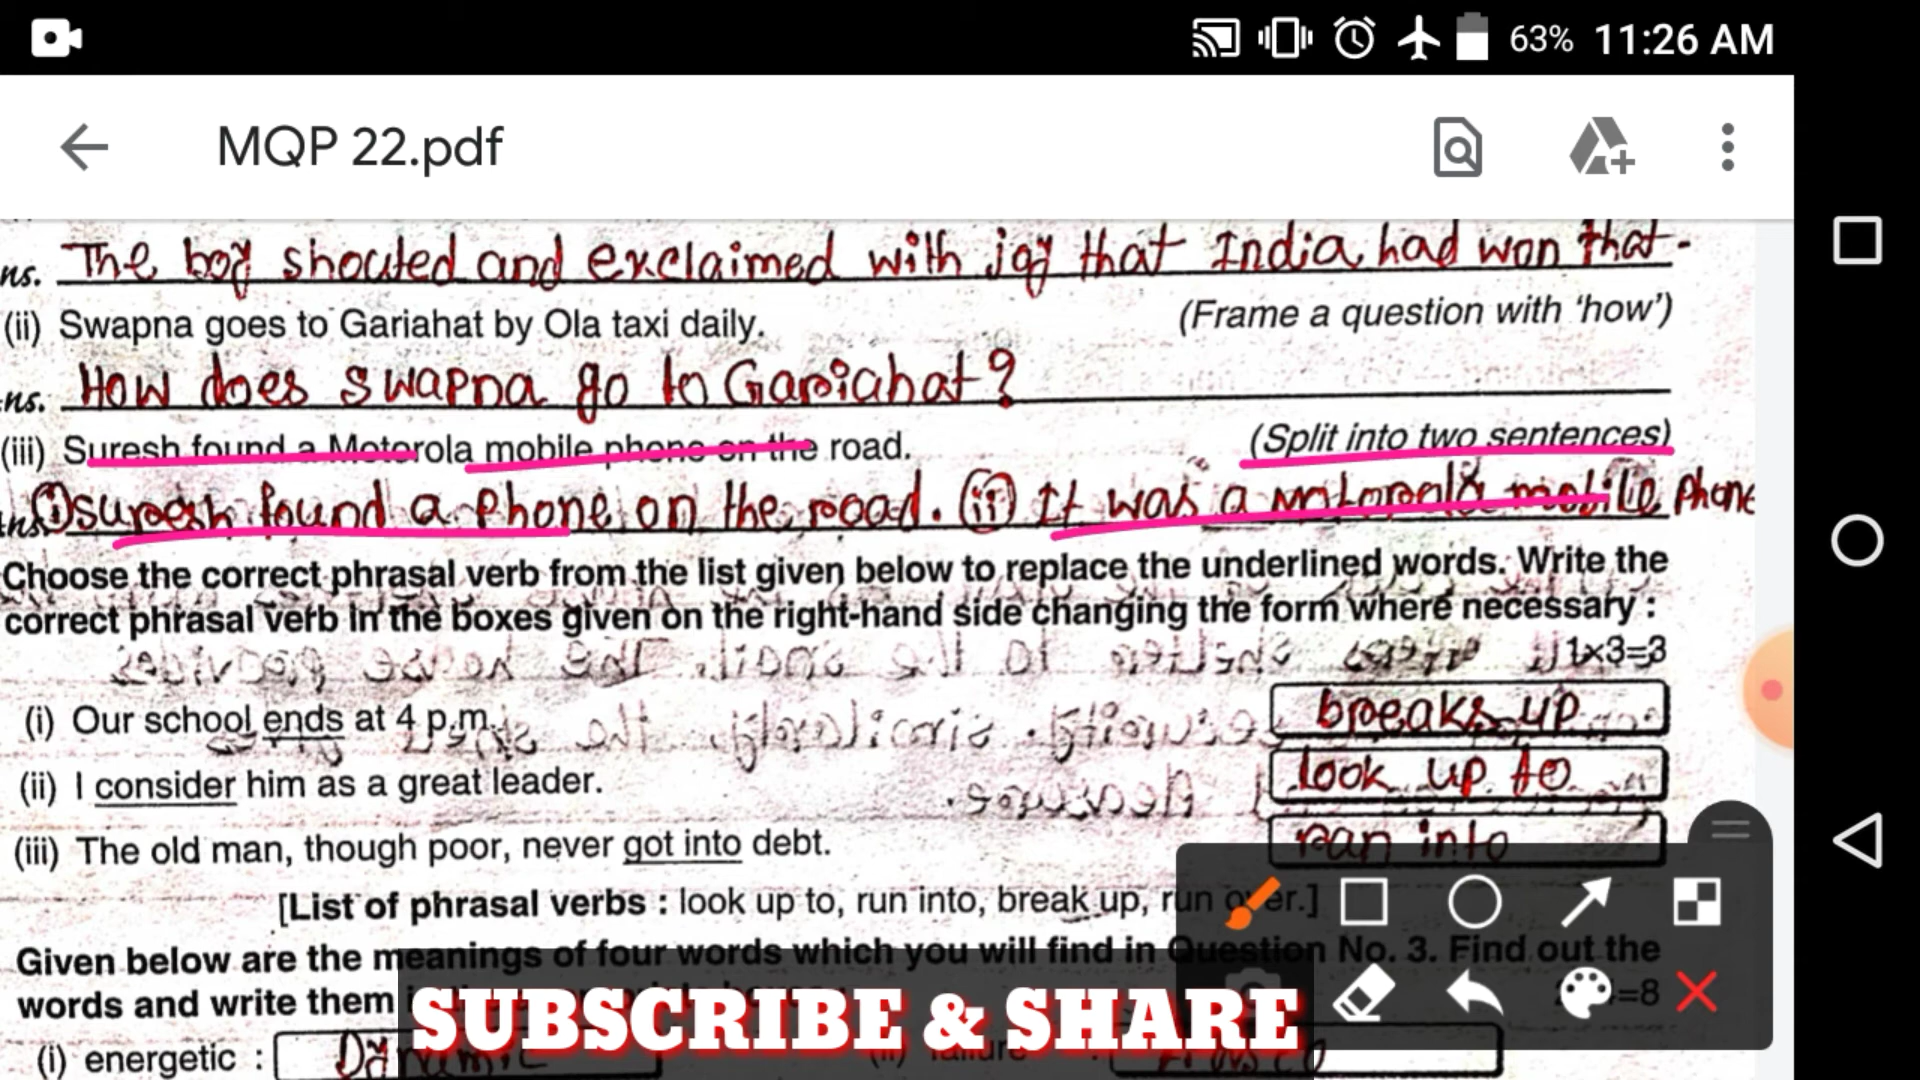 63% 11:26 AM
MQP 22.pdf
ns. The boy shouted and exclaimed with joy that India had won that-
(ii) Swapna goes to Gariahat by Ola taxi daily. (Frame a question with 'how')
ns. How does swapna go to Gariahat?
(iii) Suresh found a Motorola mobile phone on the road. (Split into two sentences)
ns. (i) suresh found a phone on the road. (ii) It was a motorola mobile phone
Choose the correct phrasal verb from the list given below to replace the underlined words. Write the
correct phrasal verb in the boxes given on the right-hand side changing the form where necessary :
1×3=3
(i) Our school ends at 4 p.m. breaks up
(ii) I consider him as a great leader. look up to
(iii) The old man, though poor, never got into debt. ran into
[List of phrasal verbs : look up to, run into, break up, run over.]
Given below are the meanings of four words which you will find in Question No. 3. Find out the
words and write them =8
SUBSCRIBE & SHARE
(i) energetic : Dynamic (ii) failure :